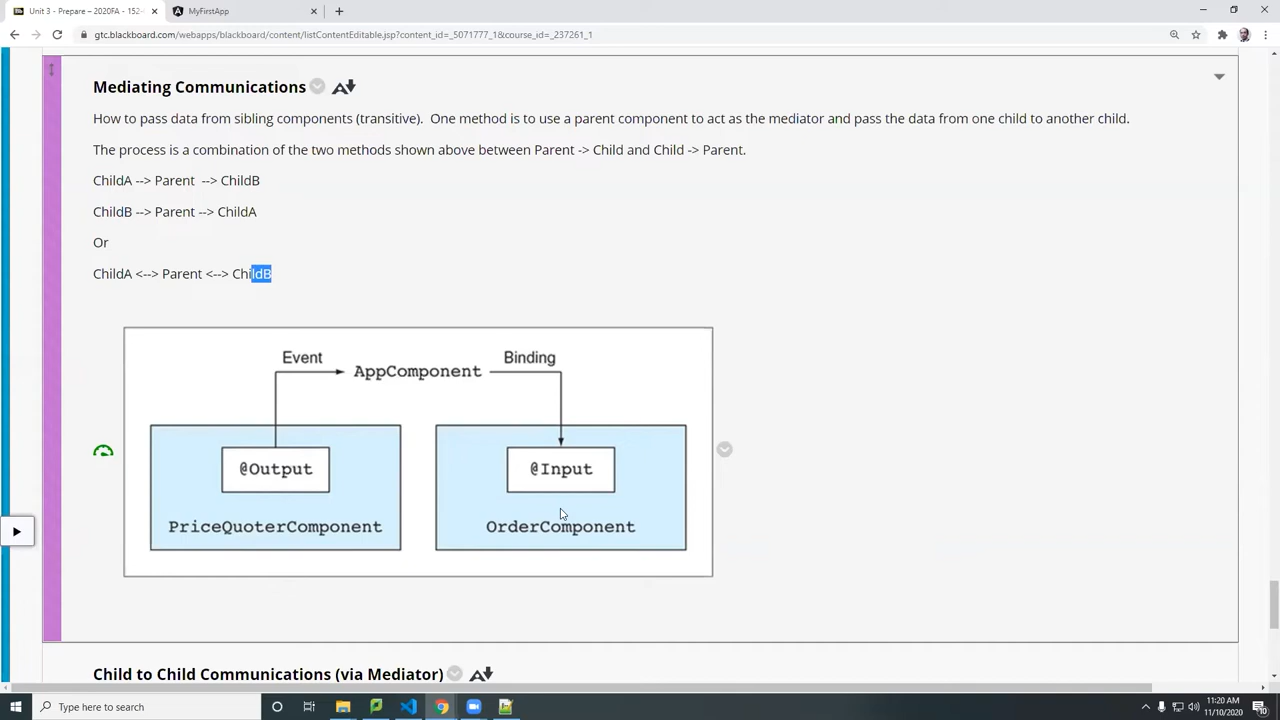 Unit 3 - Prepare – 2020FA - 152-
MyFirstApp
gtc.blackboard.com/webapps/blackboard/content/listContentEditable.jsp?content_id=_5071777_1&course_id=_237261_1
Mediating Communications
How to pass data from sibling components (transitive). One method is to use a parent component to act as the mediator and pass the data from one child to another child.
The process is a combination of the two methods shown above between Parent -> Child and Child -> Parent.
ChildA --> Parent --> ChildB
ChildB --> Parent --> ChildA
Or
ChildA <--> Parent <--> ChildB
Event
Binding
AppComponent
@Output
@Input
PriceQuoterComponent
OrderComponent
Child to Child Communications (via Mediator)
Type here to search
11:20 AM
11/10/2020
10